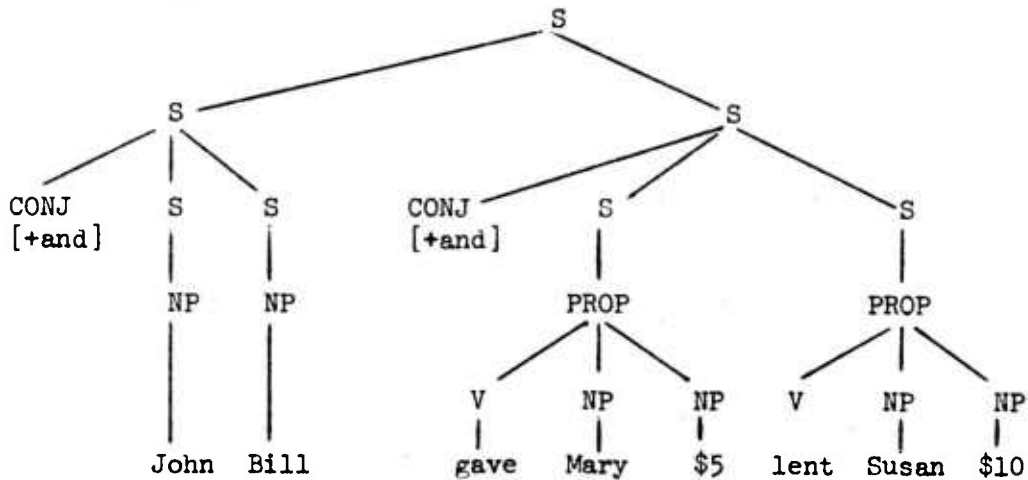 S
S S
CONJ S S CONJ S S
[+and] [+and]
NP NP PROP PROP
V NP NP V NP NP
John Bill gave Mary $5 lent Susan $10